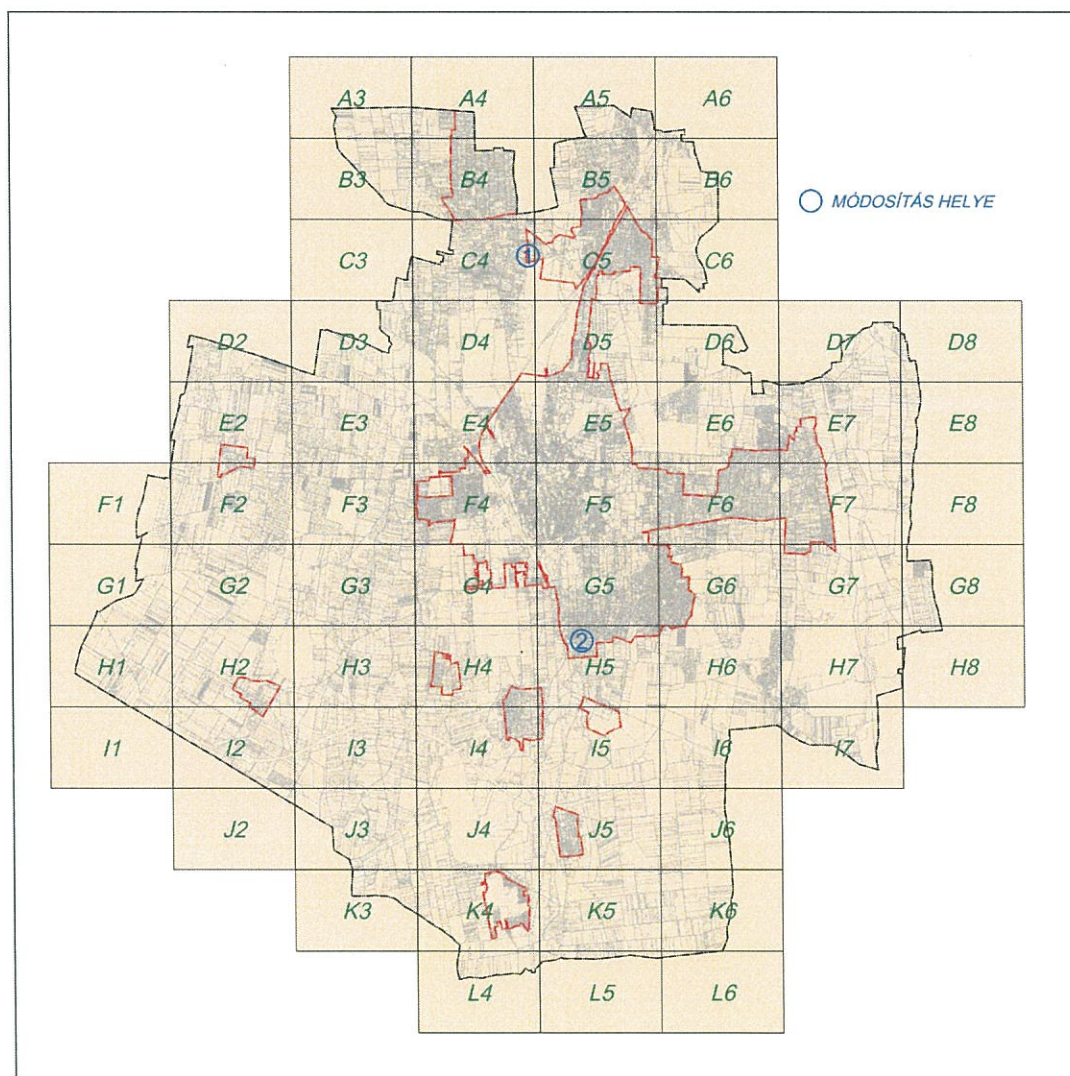 A3 A4 A5 A6
B3 B4 B5 B6
MÓDOSÍTÁS HELYE
C3 C4 1 C5 C6
D2 D3 D4 D5 D6 D7 D8
E2 E3 E4 E5 E6 E7 E8
F1 F2 F3 F4 F5 F6 F7 F8
G1 G2 G3 G4 G5 G6 G7 G8
2
H1 H2 H3 H4 H5 H6 H7 H8
I1 I2 I3 I4 I5 I6 I7
J2 J3 J4 J5 J6
K3 K4 K5 K6
L4 L5 L6